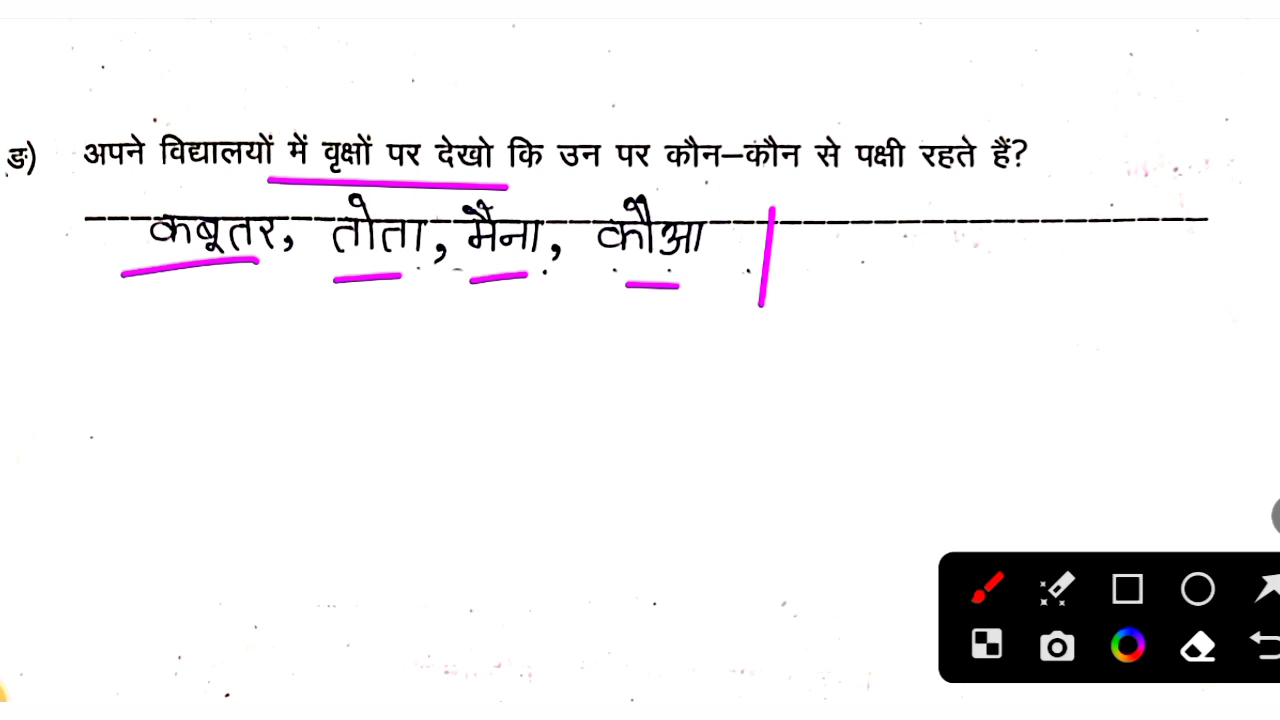 ङ) अपने विद्यालयों में वृक्षों पर देखो कि उन पर कौन–कौन से पक्षी रहते हैं?
कबूतर, तोता, मैना, कौआ